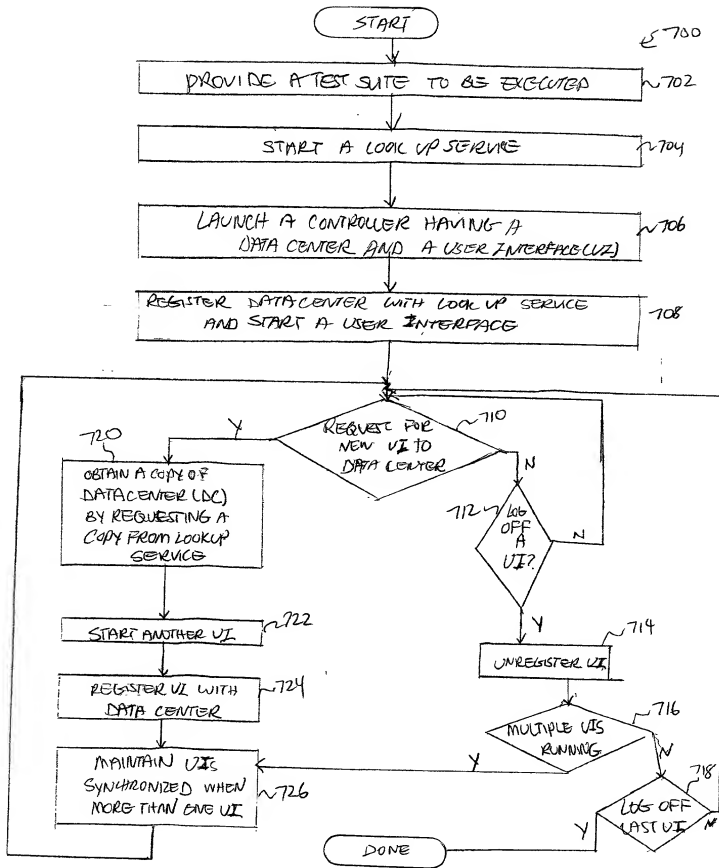 START
700
PROVIDE A TEST SUITE TO BE EXECUTED
702
START A LOOK UP SERVICE
704
LAUNCH A CONTROLLER HAVING A
DATA CENTER AND A USER INTERFACE (UI)
706
REGISTER DATACENTER WITH LOOK UP SERVICE
AND START A USER INTERFACE
708
REQUEST FOR
NEW UI TO
DATA CENTER
710
Y
N
720
OBTAIN A COPY OF
DATACENTER (DC)
BY REQUESTING A
COPY FROM LOOKUP
SERVICE
712
LOG
OFF
A
UI?
N
Y
START ANOTHER UI
722
714
UNREGISTER UI
REGISTER UI WITH
DATA CENTER
724
MULTIPLE UIS
RUNNING
716
Y
N
MAINTAIN UIS
SYNCHRONIZED WHEN
MORE THAN ONE UI
726
718
LOG OFF
LAST UI
Y
N
DONE